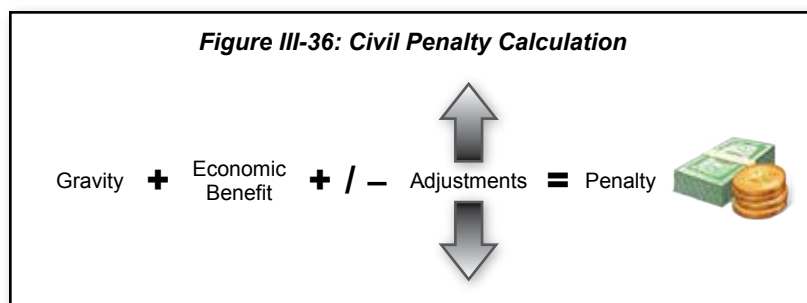 Figure III-36: Civil Penalty Calculation
Gravity + Economic Benefit + / – Adjustments = Penalty